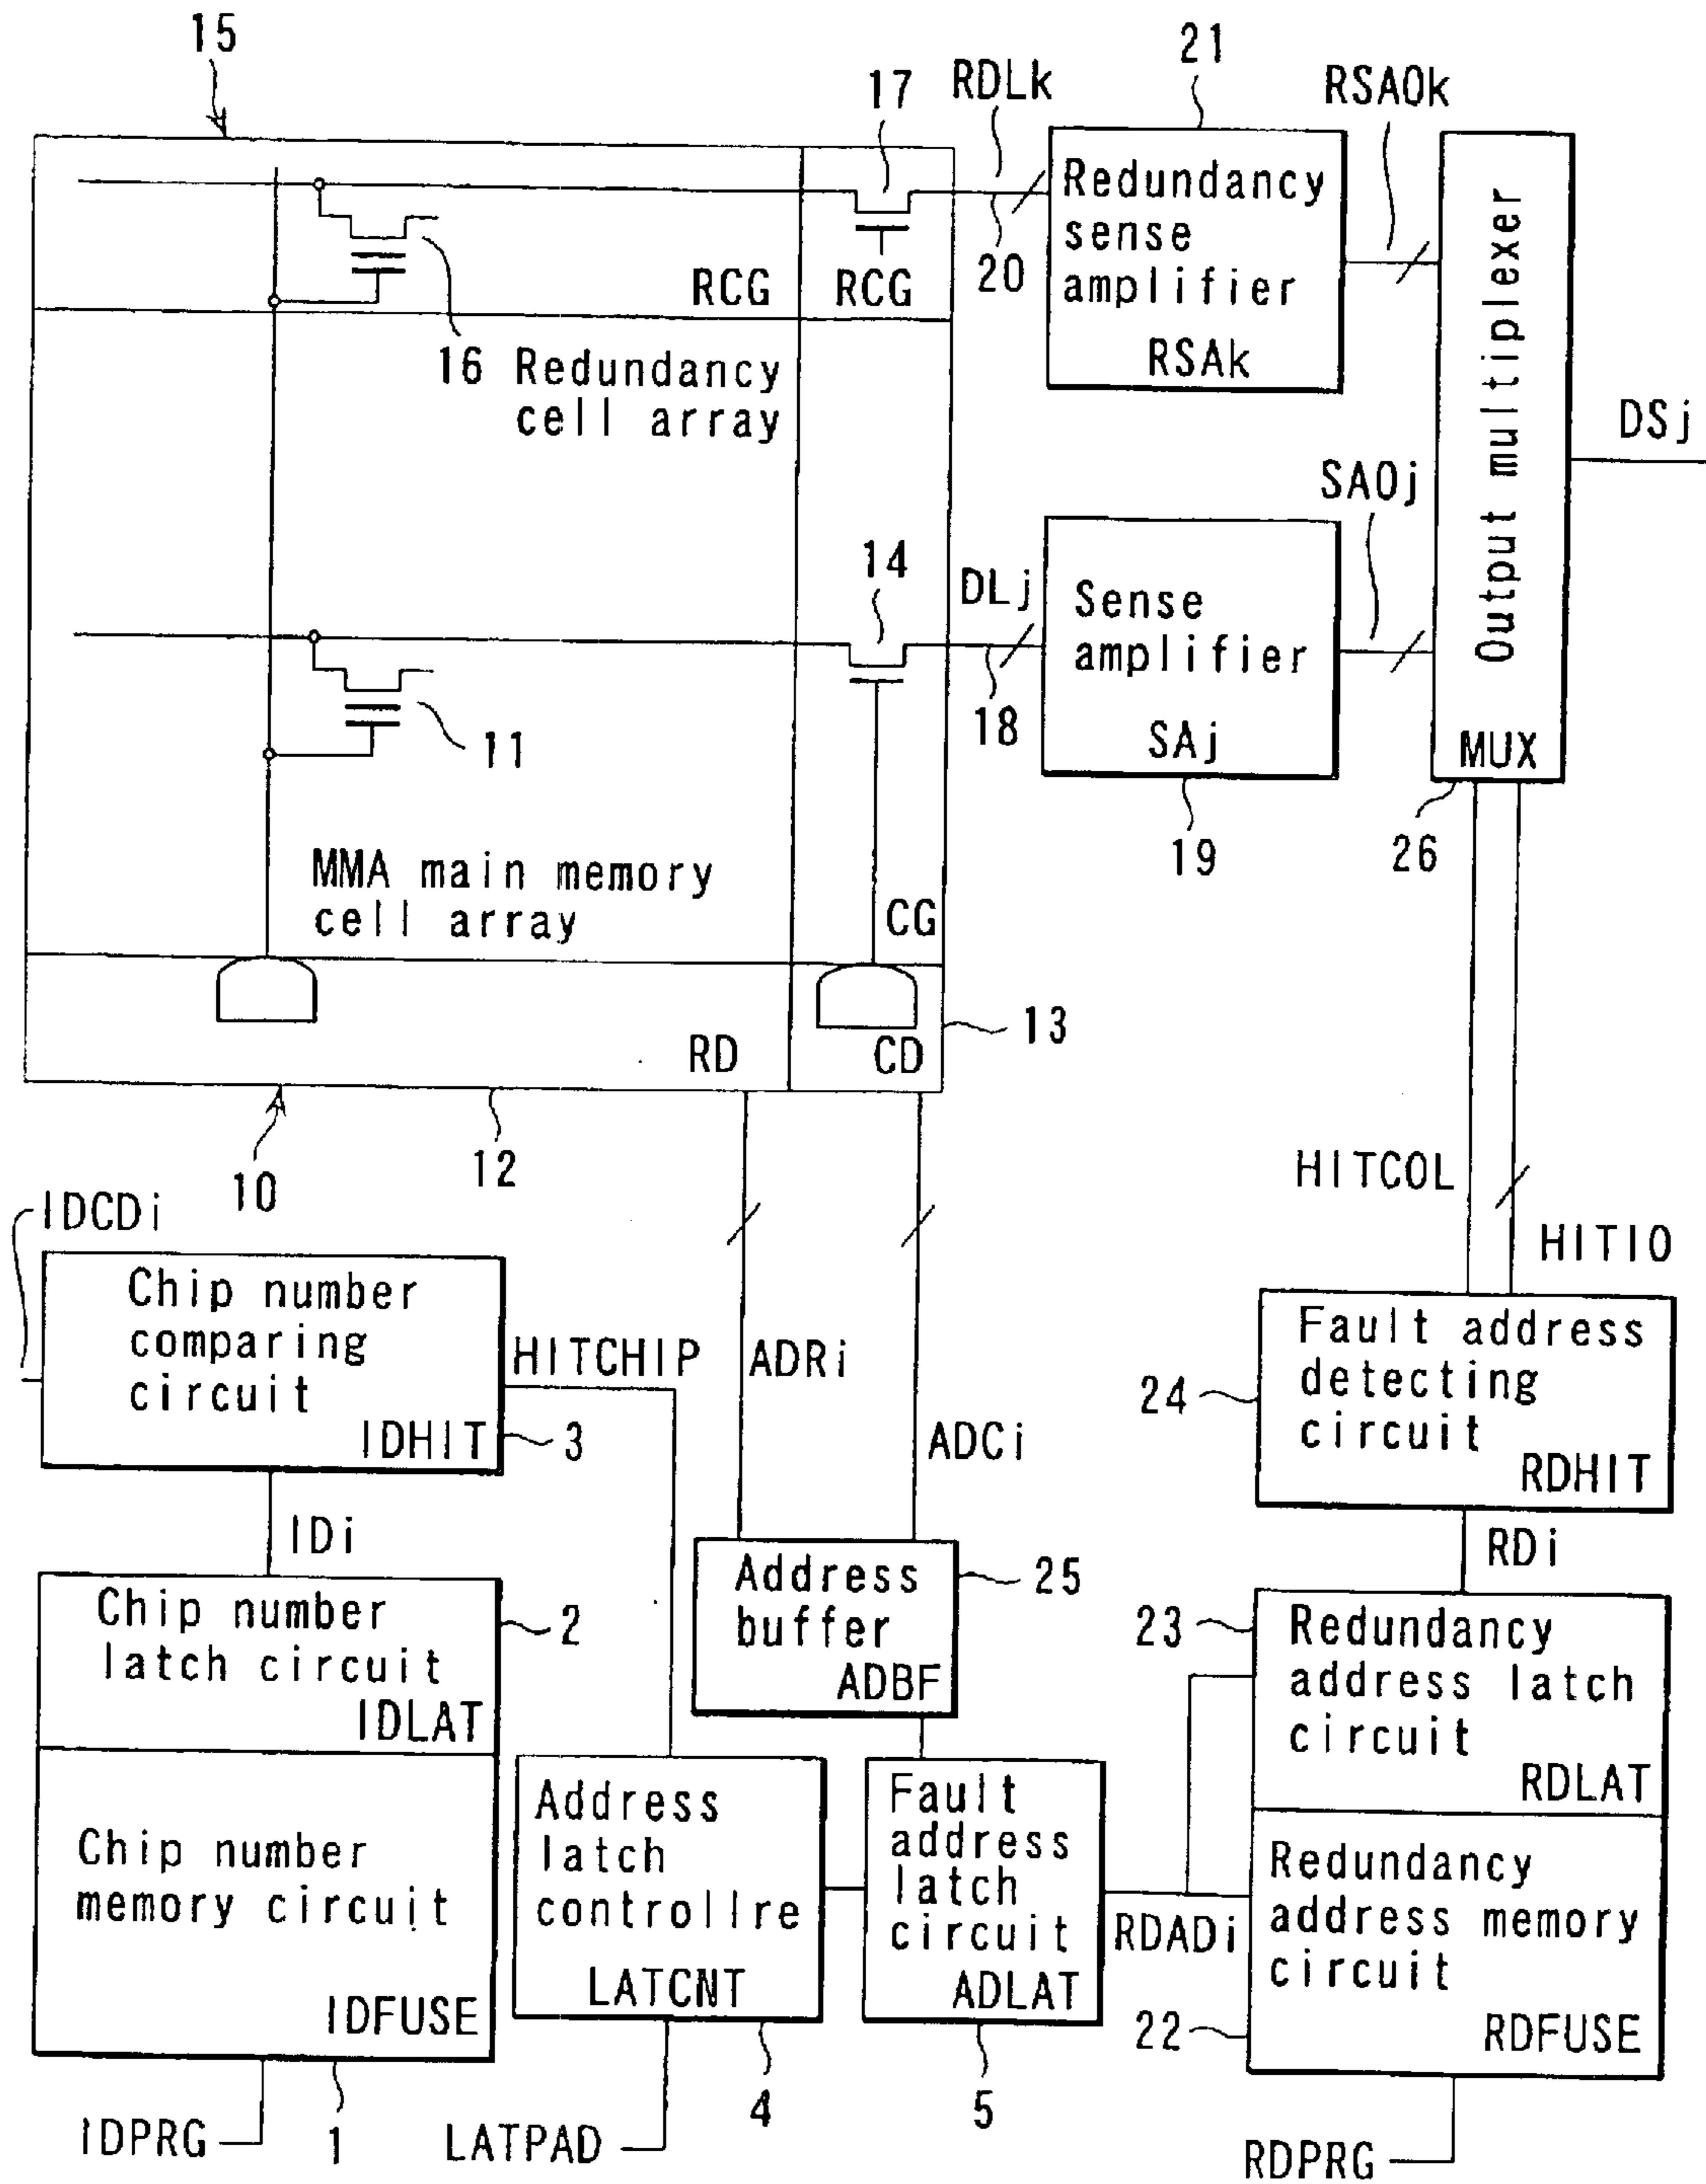 15
21
RSAOk
RDLk
17
Redundancy
sense
amplifier
RSAk
20
RCG
RCG
16 Redundancy
cell array
Output multiplexer
MUX
DSj
SAOj
14
DLj
Sense
amplifier
SAj
18
11
19
26
MMA main memory
cell array
CG
13
RD
CD
10
12
HITCOL
HITIO
IDCDi
Chip number
comparing
circuit
IDHIT
3
HITCHIP
ADRi
ADCi
24
Fault address
detecting
circuit
RDHIT
IDi
RDi
Chip number
latch circuit
IDLAT
2
Address
buffer
ADBF
25
23
Redundancy
address latch
circuit
RDLAT
Chip number
memory circuit
IDFUSE
Address
latch
controllre
LATCNT
Fault
address
latch
circuit
ADLAT
RDADi
Redundancy
address memory
circuit
RDFUSE
22
IDPRG
1
LATPAD
4
5
RDPRG